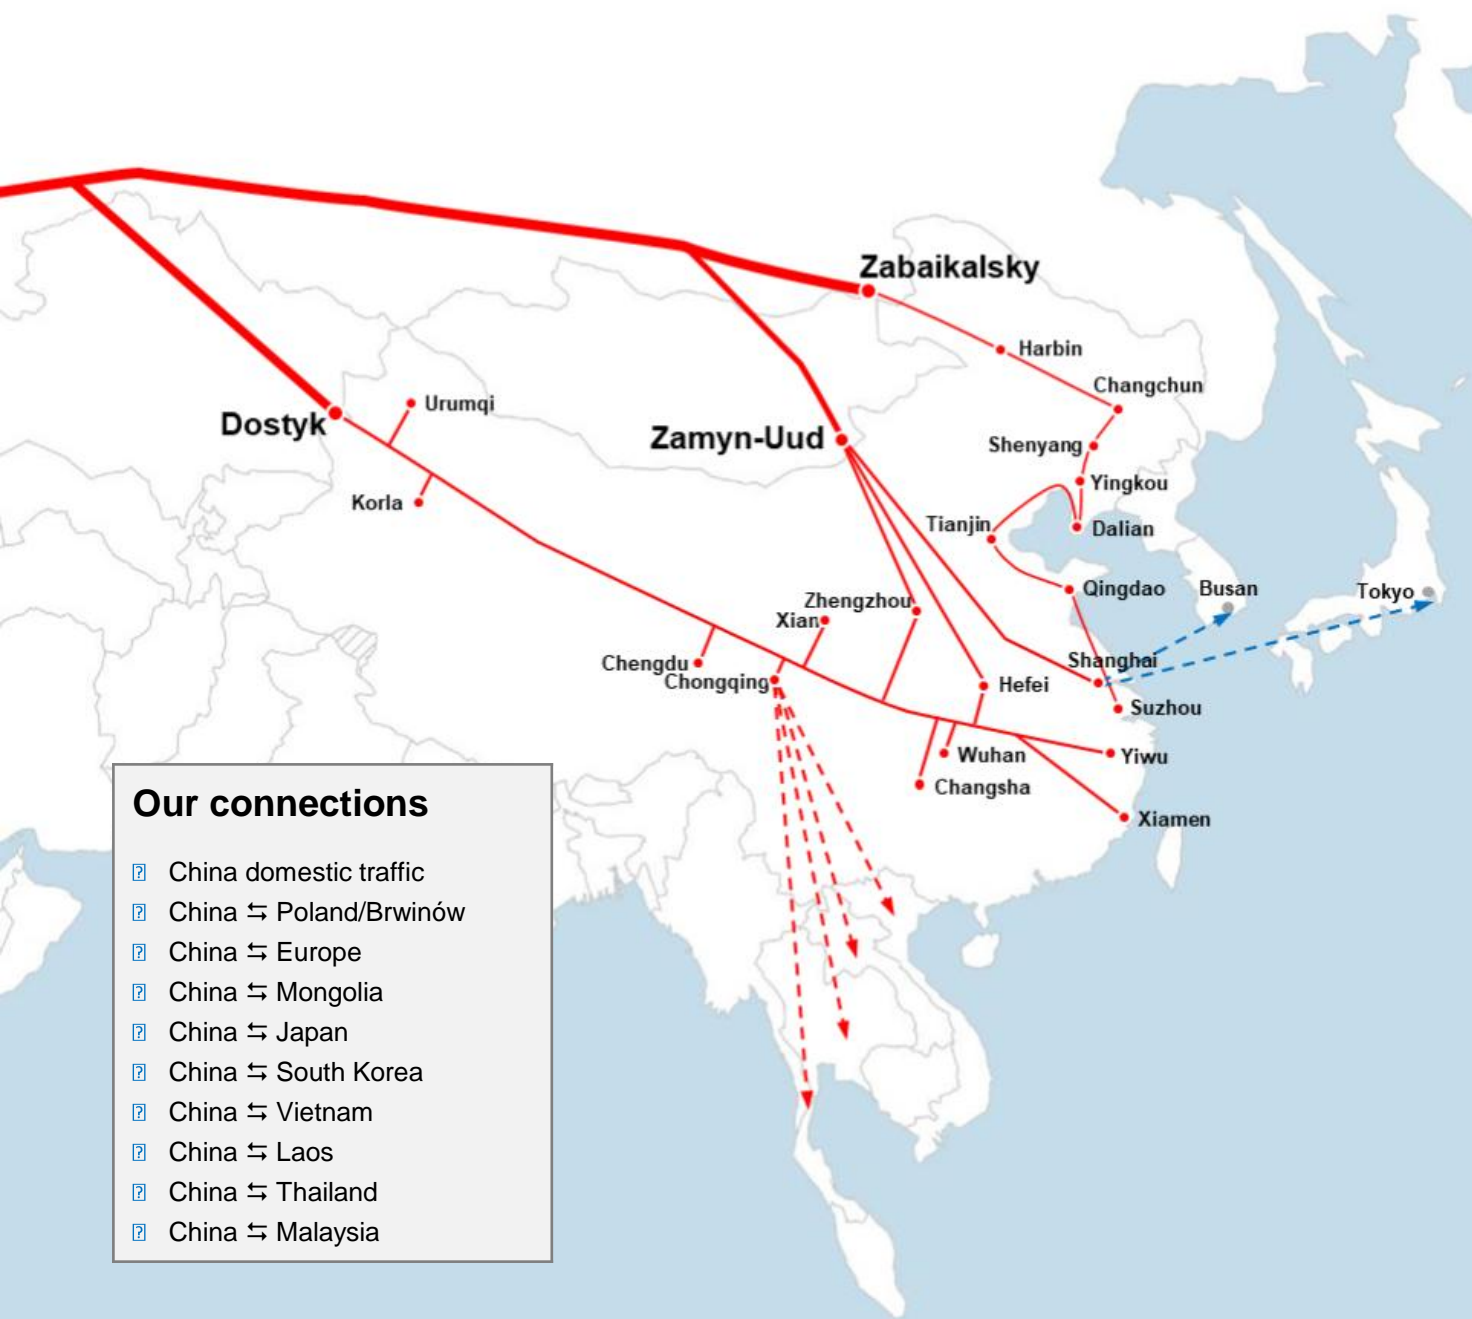 Zabaikalsky
Harbin
Changchun
Urumqi
Dostyk
Zamyn-Uud
Shenyang
Yingkou
Korla
Tianjin
Dalian
Qingdao
Busan
Tokyo
Zhengzhou
Xian
Chengdu
Chongqing
Shanghai
Hefei
Suzhou
Wuhan
Yiwu
Changsha
Xiamen
Our connections
China domestic traffic
China ⇆ Poland/Brwinów
China ⇆ Europe
China ⇆ Mongolia
China ⇆ Japan
China ⇆ South Korea
China ⇆ Vietnam
China ⇆ Laos
China ⇆ Thailand
China ⇆ Malaysia